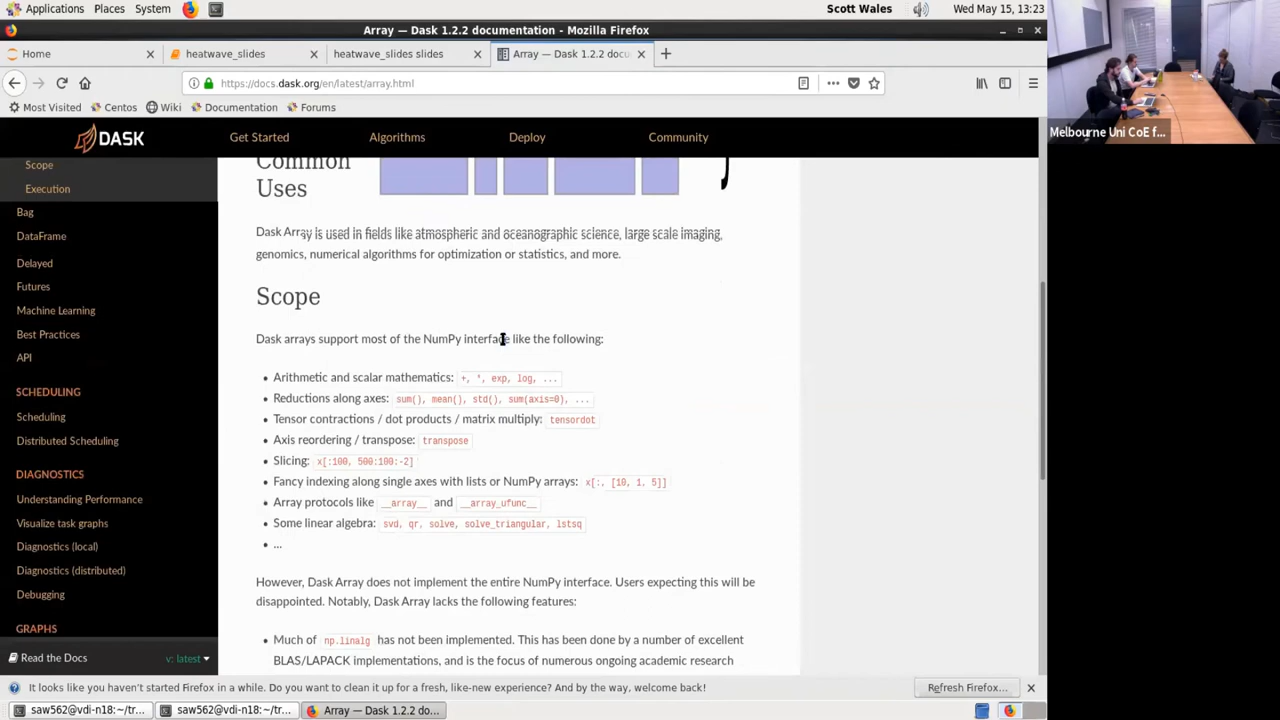 Applications Places System Scott Wales Wed May 15, 13:23
Array — Dask 1.2.2 documentation - Mozilla Firefox
Home heatwave_slides heatwave_slides slides Array — Dask 1.2.2 docu
https://docs.dask.org/en/latest/array.html
Most Visited Centos Wiki Documentation Forums
DASK Get Started Algorithms Deploy Community
Scope
Execution
Bag
DataFrame
Delayed
Futures
Machine Learning
Best Practices
API
SCHEDULING
Scheduling
Distributed Scheduling
DIAGNOSTICS
Understanding Performance
Visualize task graphs
Diagnostics (local)
Diagnostics (distributed)
Debugging
GRAPHS
Read the Docs v: latest
Common
Uses
Dask Array is used in fields like atmospheric and oceanographic science, large scale imaging,
genomics, numerical algorithms for optimization or statistics, and more.
Scope
Dask arrays support most of the NumPy interface like the following:
• Arithmetic and scalar mathematics: +, *, exp, log, ...
• Reductions along axes: sum(), mean(), std(), sum(axis=0), ...
• Tensor contractions / dot products / matrix multiply: tensordot
• Axis reordering / transpose: transpose
• Slicing: x[:100, 500:100:-2]
• Fancy indexing along single axes with lists or NumPy arrays: x[:, [10, 1, 5]]
• Array protocols like __array__ and __array_ufunc__
• Some linear algebra: svd, qr, solve, solve_triangular, lstsq
• ...
However, Dask Array does not implement the entire NumPy interface. Users expecting this will be
disappointed. Notably, Dask Array lacks the following features:
• Much of np.linalg has not been implemented. This has been done by a number of excellent
BLAS/LAPACK implementations, and is the focus of numerous ongoing academic research
It looks like you haven't started Firefox in a while. Do you want to clean it up for a fresh, like-new experience? And by the way, welcome back! Refresh Firefox...
saw562@vdi-n18:~/tr... saw562@vdi-n18:~/tr... Array — Dask 1.2.2 do...
Melbourne Uni CoE f...